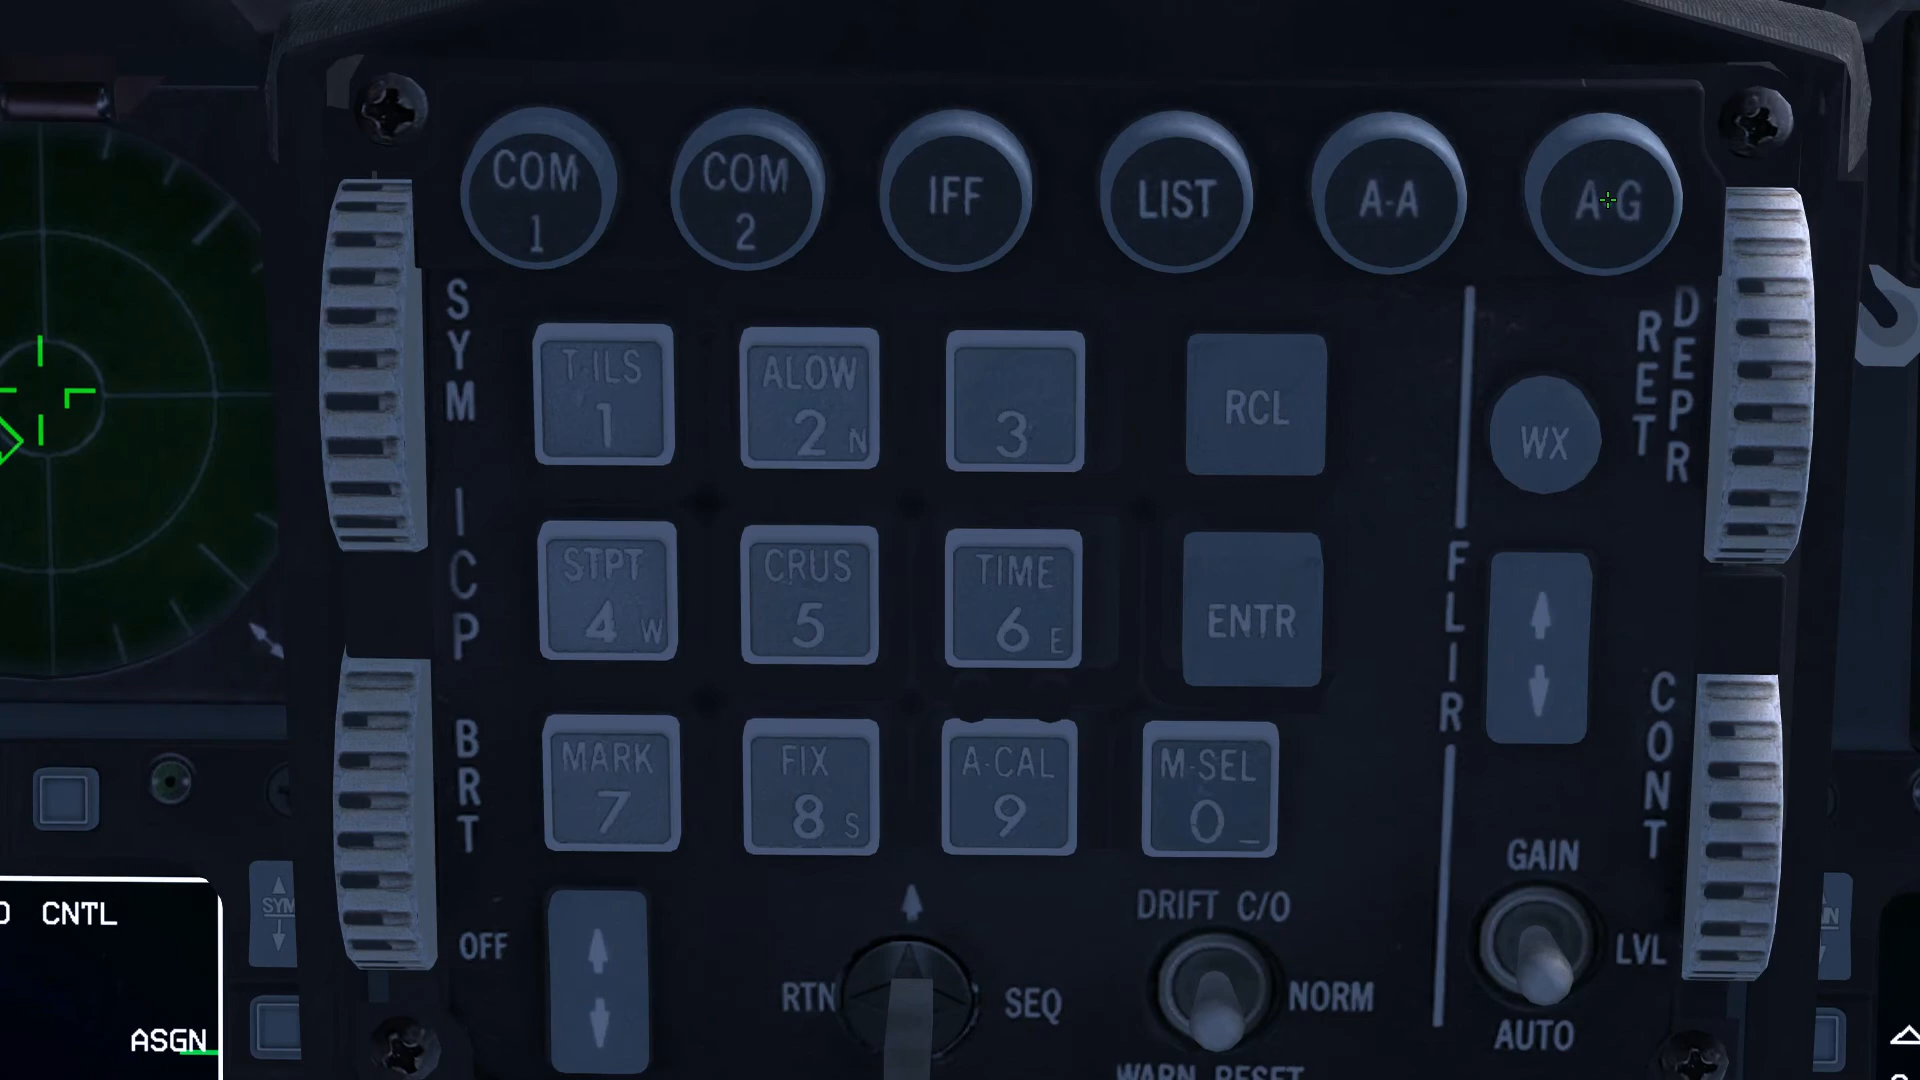 COM 1
COM 2
IFF
LIST
A-A
A-G
SYM
ICP
BRT
OFF
T-ILS 1
ALOW 2 N
3
RCL
STPT 4 W
CRUS 5
TIME 6 E
ENTR
MARK 7
FIX 8 S
A-CAL 9
M-SEL 0 _
RTN
SEQ
DRIFT C/O
NORM
WARN RESET
FLIR
WX
RET
DEPR
CONT
GAIN
LVL
AUTO
CNTL
ASGN
SYM